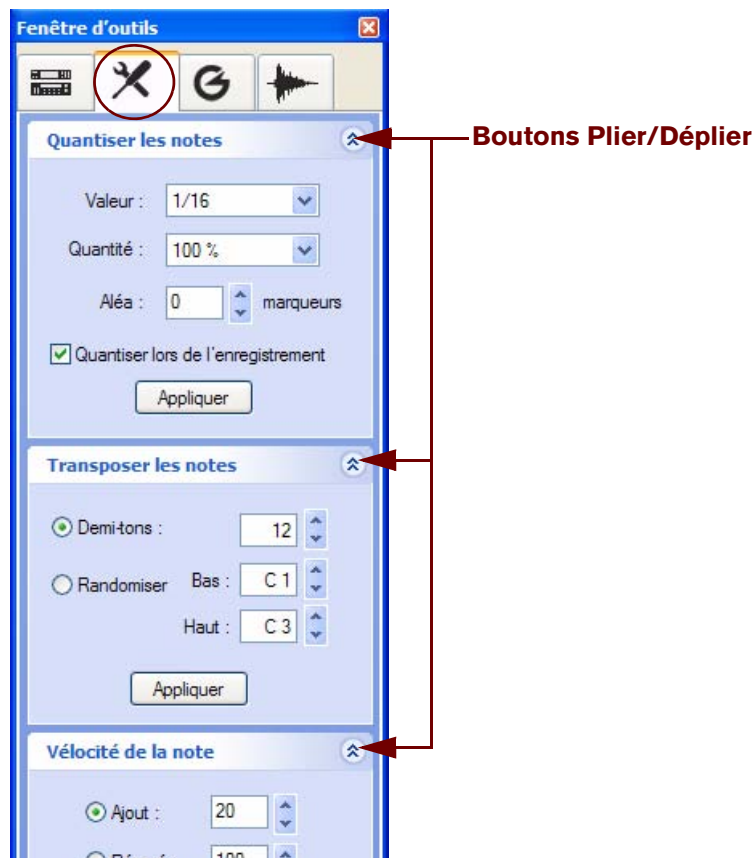 Fenêtre d'outils
Quantiser les notes
Boutons Plier/Déplier
Valeur : 1/16
Quantité : 100 %
Aléa : 0 marqueurs
Quantiser lors de l'enregistrement
Appliquer
Transposer les notes
Demi-tons : 12
Randomiser Bas : C 1
Haut : C 3
Appliquer
Vélocité de la note
Ajout : 20
100